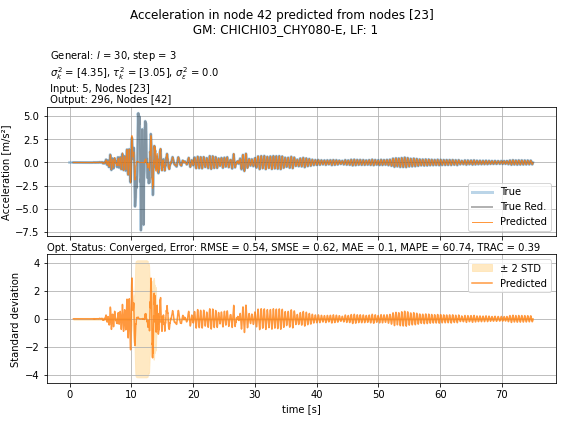 Acceleration in node 42 predicted from nodes [23]
GM: CHICHI03_CHY080-E, LF: 1
General: l = 30, step = 3
σ²ₖ = [4.35], τ²ₖ = [3.05], σ²ε = 0.0
Input: 5, Nodes [23]
Output: 296, Nodes [42]
Acceleration [m/s²]
5.0
2.5
0.0
−2.5
−5.0
−7.5
True
True Red.
Predicted
Opt. Status: Converged, Error: RMSE = 0.54, SMSE = 0.62, MAE = 0.1, MAPE = 60.74, TRAC = 0.39
Standard deviation
4
2
0
−2
−4
± 2 STD
Predicted
0 10 20 30 40 50 60 70
time [s]